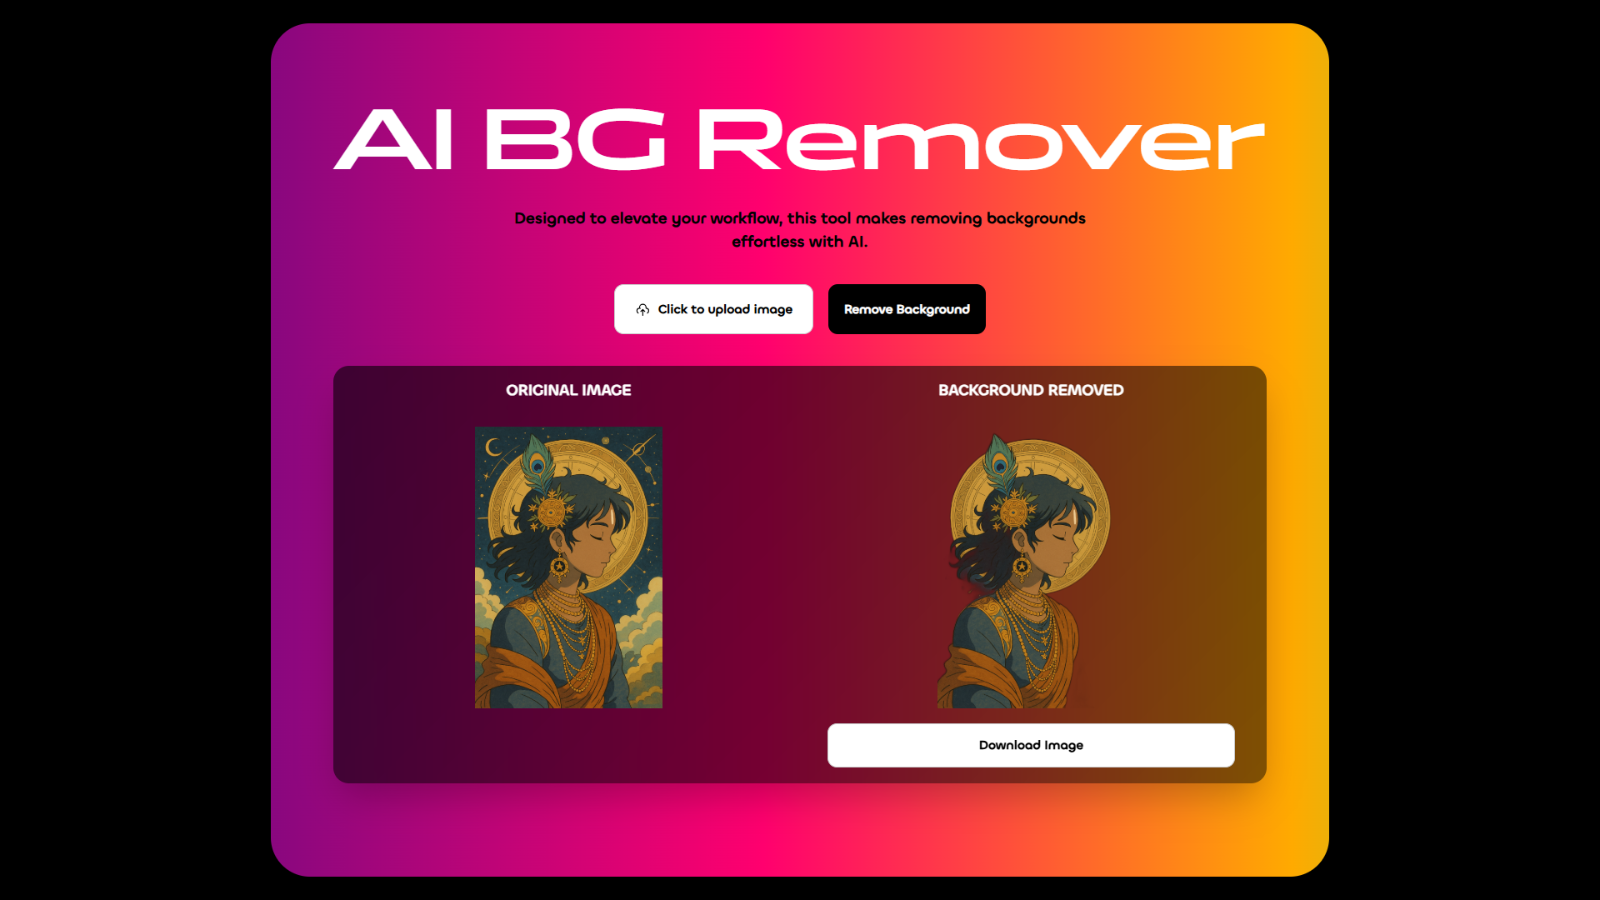 AI BG Remover
Designed to elevate your workflow, this tool makes removing backgrounds
effortless with AI.
Click to upload image
Remove Background
ORIGINAL IMAGE
BACKGROUND REMOVED
Download Image